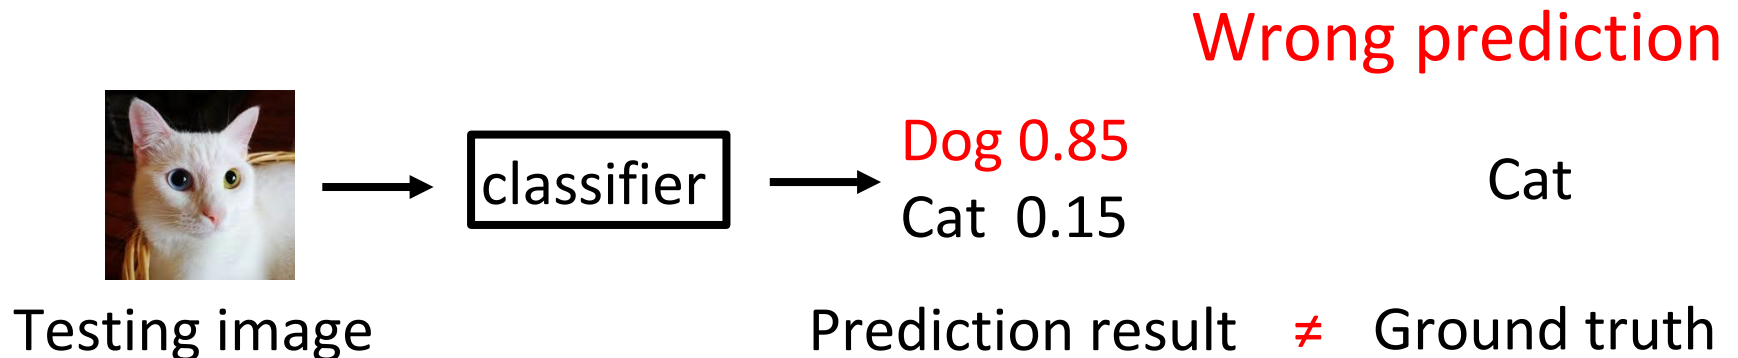 Wrong prediction
classifier
Dog 0.85
Cat 0.15
Cat
Testing image
Prediction result ≠ Ground truth